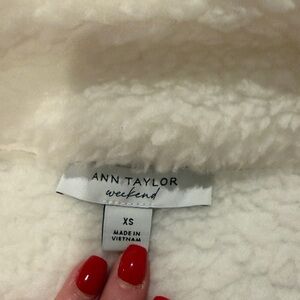 ANN TAYLOR
weekend
XS
MADE IN
VIETNAM